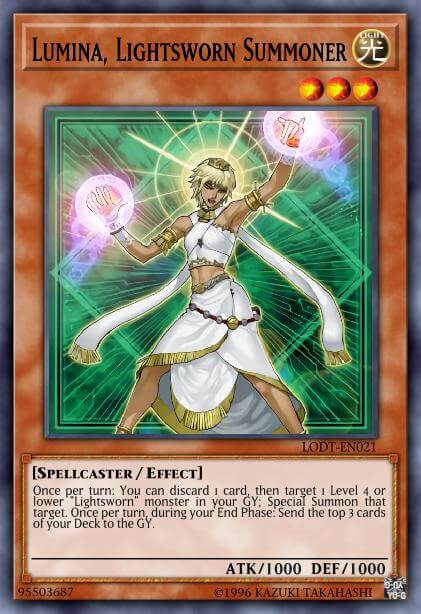 Lumina, Lightsworn Summoner
LIGHT
光
LODT-EN021
[Spellcaster / Effect]
Once per turn: You can discard 1 card, then target 1 Level 4 or
lower "Lightsworn" monster in your GY; Special Summon that
target. Once per turn, during your End Phase: Send the top 3 cards
of your Deck to the GY.
ATK/1000 DEF/1000
95503687
©1996 KAZUKI TAKAHASHI